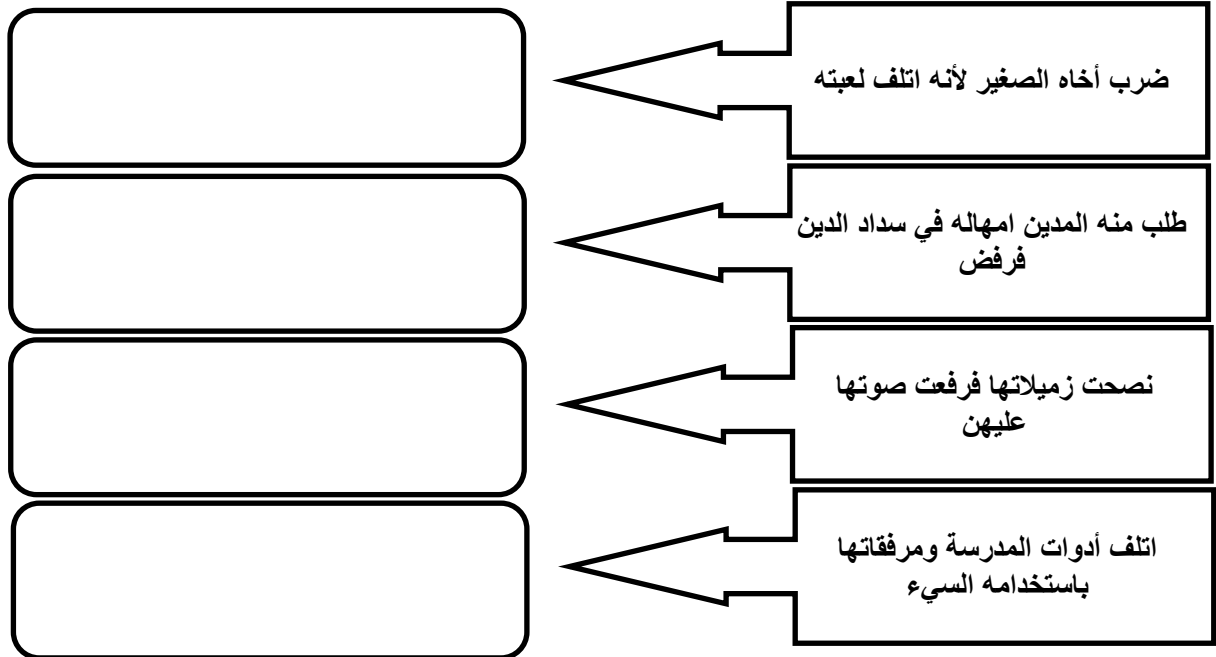 ضرب أخاه الصغير لأنه اتلف لعبته
طلب منه المدين امهاله في سداد الدين
فرفض
نصحت زميلاتها فرفعت صوتها
عليهن
اتلف أدوات المدرسة ومرفقاتها
باستخدامه السيء